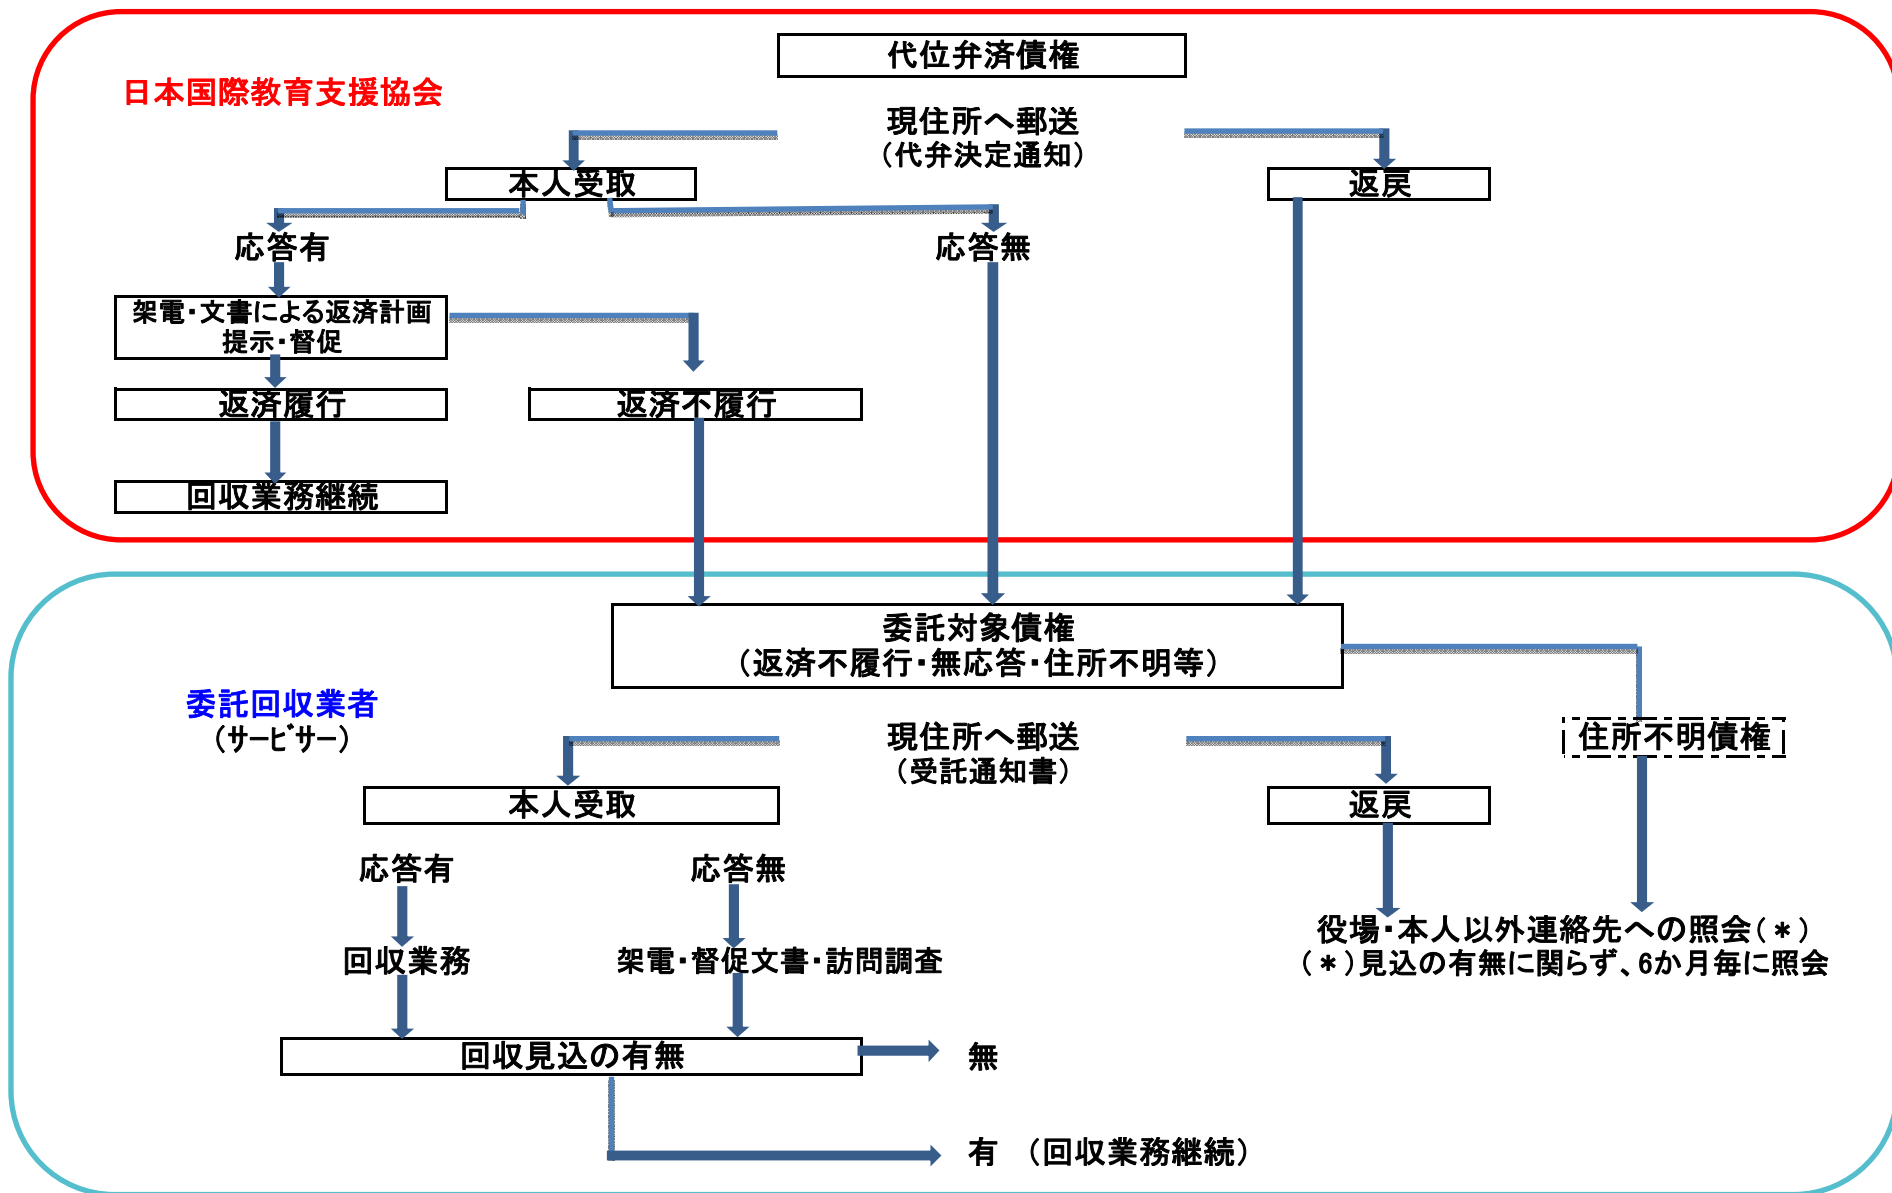 代位弁済債権
日本国際教育支援協会
現住所へ郵送
（代弁決定通知）
本人受取
返戻
応答有
応答無
架電・文書による返済計画
提示・督促
返済履行
返済不履行
回収業務継続
委託対象債権
（返済不履行・無応答・住所不明等）
委託回収業者
（ｻｰﾋﾞｻｰ）
現住所へ郵送
（受託通知書）
住所不明債権
本人受取
返戻
応答有
応答無
役場・本人以外連絡先への照会（＊）
（＊）見込の有無に関らず、6か月毎に照会
回収業務
架電・督促文書・訪問調査
回収見込の有無
無
有　（回収業務継続）